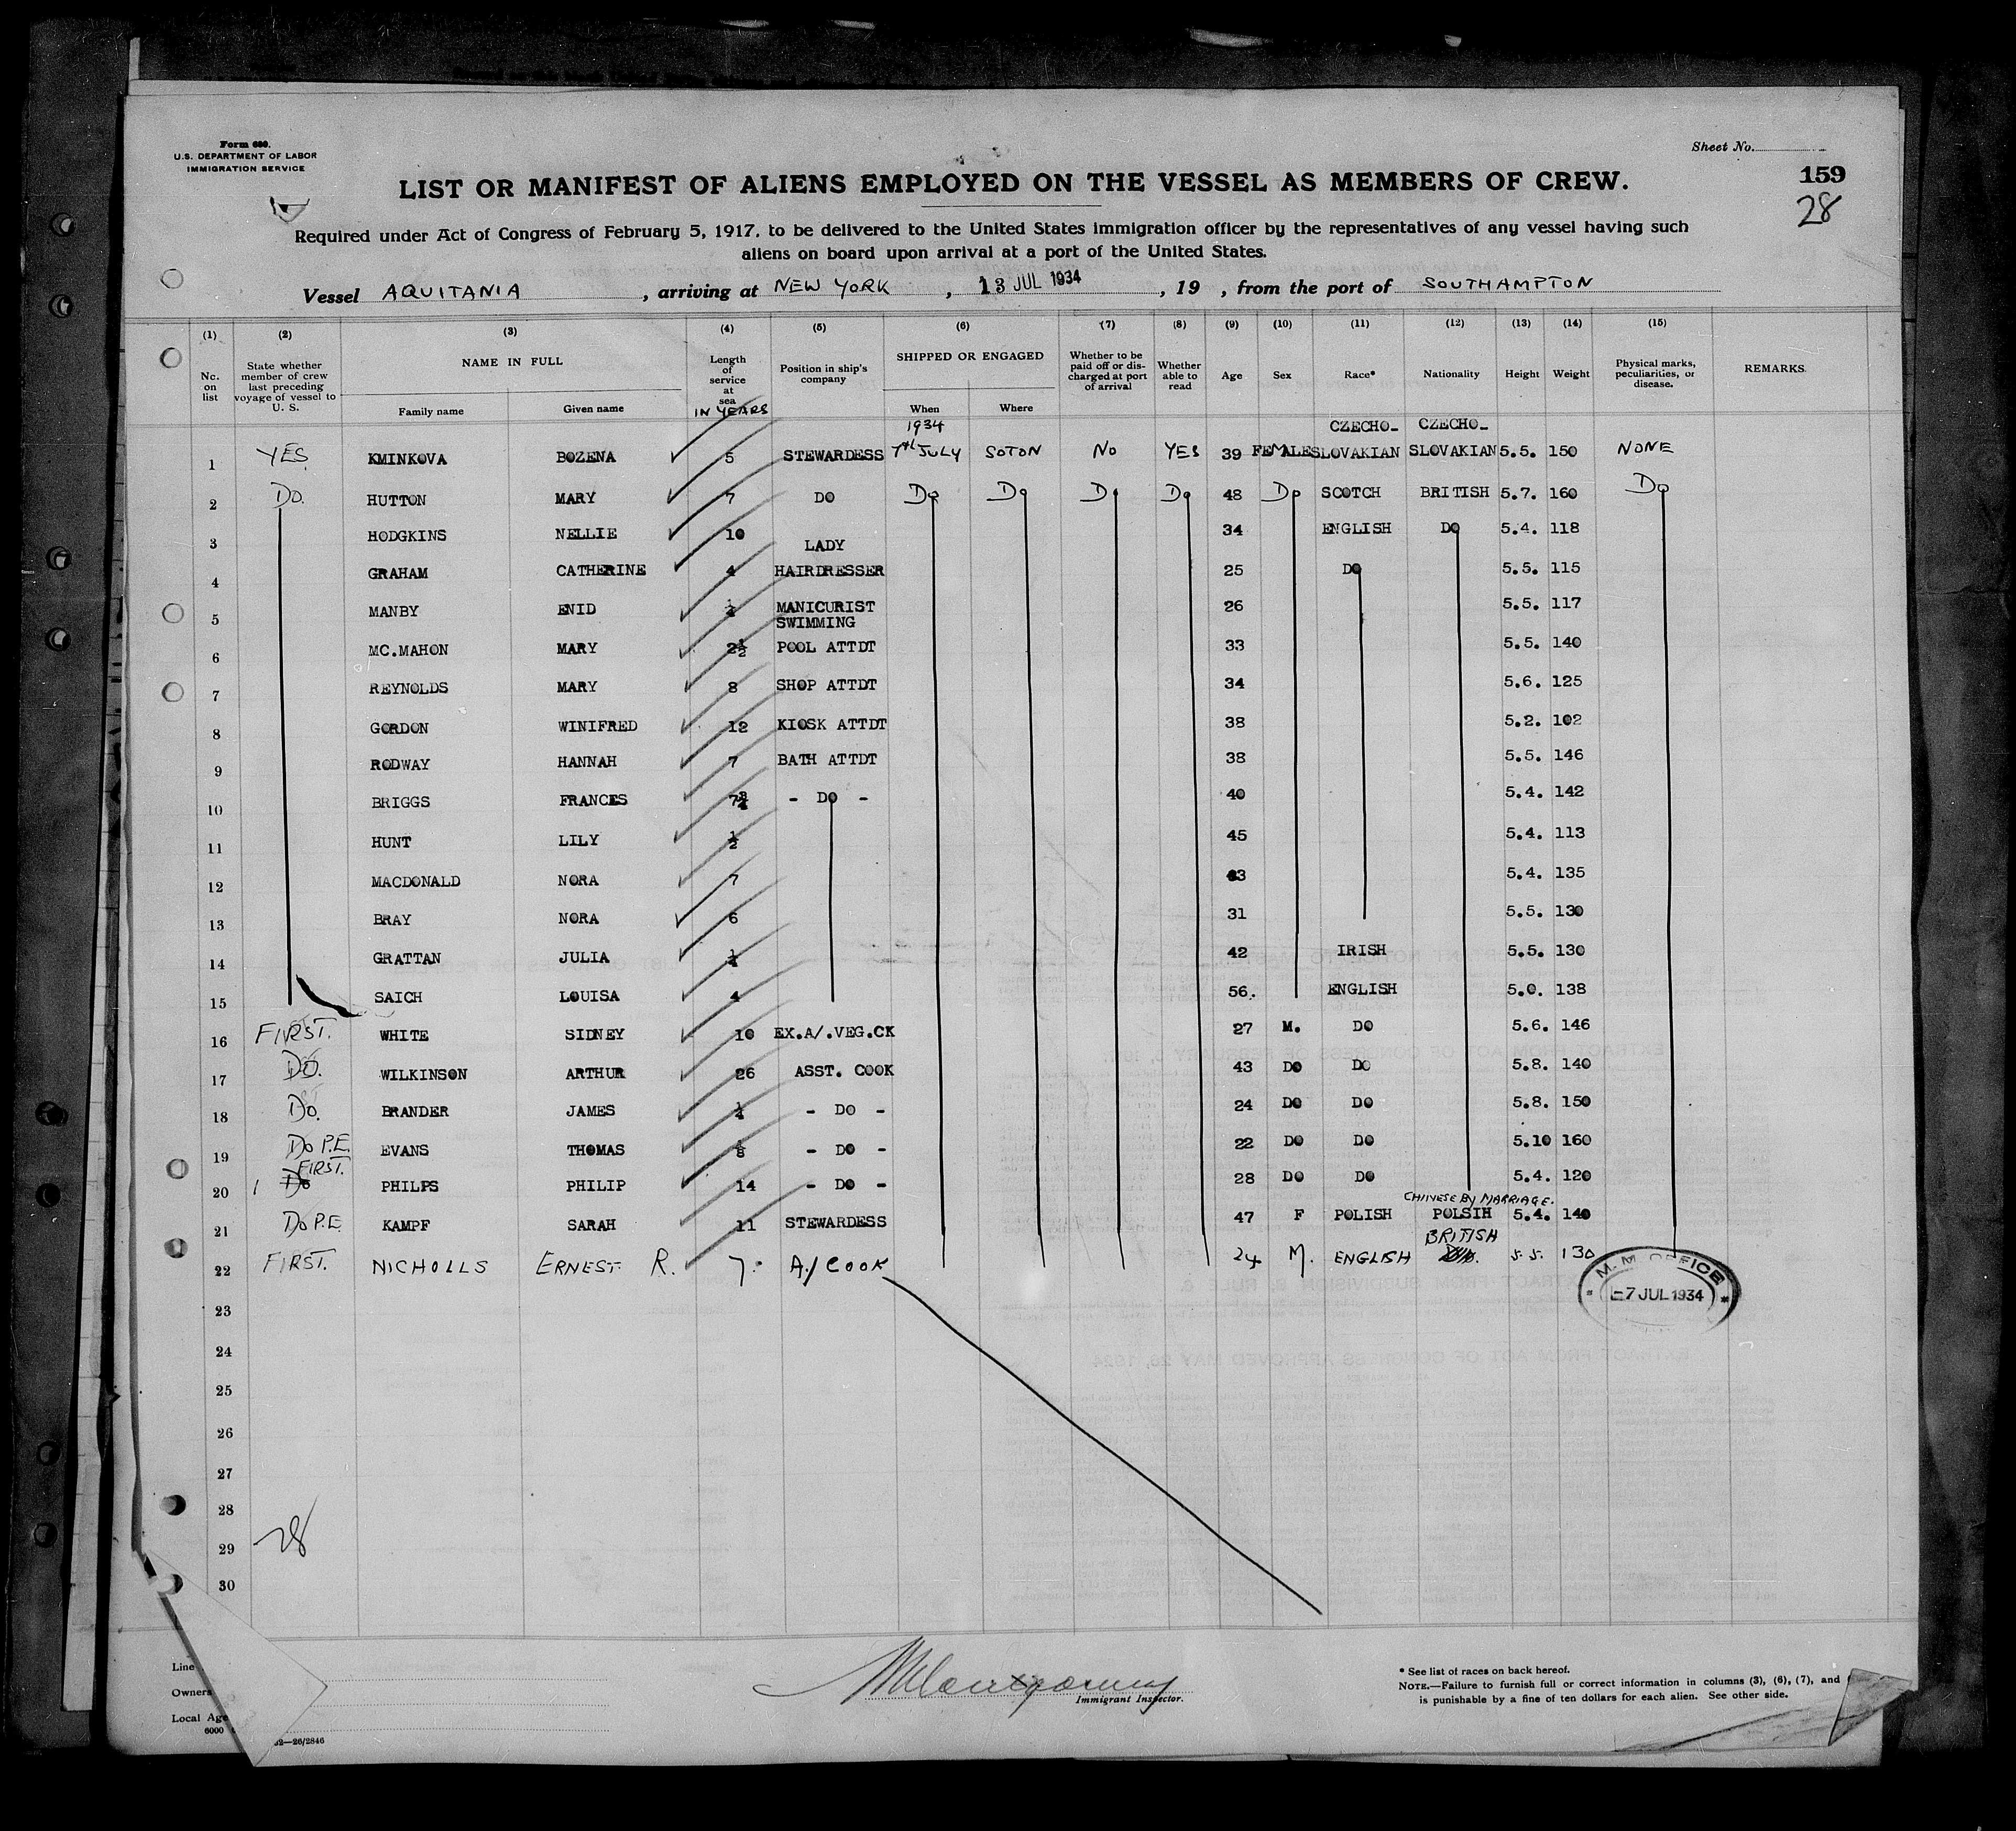 Form 680.
U.S. DEPARTMENT OF LABOR
IMMIGRATION SERVICE
Sheet No.
159
28
LIST OR MANIFEST OF ALIENS EMPLOYED ON THE VESSEL AS MEMBERS OF CREW.
Required under Act of Congress of February 5, 1917, to be delivered to the United States immigration officer by the representatives of any vessel having such
aliens on board upon arrival at a port of the United States.
Vessel AQUITANIA, arriving at NEW YORK, 13 JUL 1934, 19 , from the port of SOUTHAMPTON
(1) (2) (3) (4) (5) (6) (7) (8) (9) (10) (11) (12) (13) (14) (15)
No. on list
State whether member of crew last preceding voyage of vessel to U. S.
NAME IN FULL
Family name Given name
Length of service at sea
IN YEARS
Position in ship's company
SHIPPED OR ENGAGED
When Where
Whether to be paid off or discharged at port of arrival
Whether able to read
Age Sex Race* Nationality Height Weight
Physical marks, peculiarities, or disease.
REMARKS.
1934 CZECHO- CZECHO-
1 YES. KMINKOVA BOZENA 5 STEWARDESS 7th JULY SOTON NO YES 39 FEMALE SLOVAKIAN SLOVAKIAN 5.5. 150 NONE
2 Do. HUTTON MARY 7 DO Do Do Do Do 48 Do SCOTCH BRITISH 5.7. 160 Do
3 HODGKINS NELLIE 10 34 ENGLISH DO 5.4. 118
LADY
4 GRAHAM CATHERINE 4 HAIRDRESSER 25 DO 5.5. 115
5 MANBY ENID MANICURIST 26 5.5. 117
SWIMMING
6 MC.MAHON MARY 2½ POOL ATTDT 33 5.5. 140
7 REYNOLDS MARY 8 SHOP ATTDT 34 5.6. 125
8 GORDON WINIFRED 12 KIOSK ATTDT 38 5.2. 102
9 RODWAY HANNAH 7 BATH ATTDT 38 5.5. 146
10 BRIGGS FRANCES 7¾ - DO - 40 5.4. 142
11 HUNT LILY ½ 45 5.4. 113
12 MACDONALD NORA 7 5.4. 135
13 BRAY NORA 6 31 5.5. 130
14 GRATTAN JULIA ¼ 42 IRISH 5.5. 130
15 SAICH LOUISA 4 56. ENGLISH 5.0. 138
16 FIRST. WHITE SIDNEY 10 EX.A/.VEG.CK 27 M. DO 5.6. 146
17 DO. WILKINSON ARTHUR 26 ASST. COOK 43 DO DO 5.8. 140
18 Do. BRANDER JAMES ¼ - DO - 24 DO DO 5.8. 150
19 Do P.E. EVANS THOMAS - DO - 22 DO DO 5.10 160
FIRST.
20 Do PHILPS PHILIP 14 - DO - 28 DO DO 5.4. 120
CHINESE BY MARRIAGE.
21 Do P.E. KAMPF SARAH 11 STEWARDESS 47 F POLISH POLSIH 5.4. 140
BRITISH
22 FIRST. NICHOLLS ERNEST R. 7. A/ COOK 24 M. ENGLISH 5.5. 130
M. M. OFFICE
-7 JUL 1934
23
24
25
26
27
28
29
30
28
Line
Owners
Local Age
6000
32—26/2846
Immigrant Inspector.
* See list of races on back hereof.
NOTE.—Failure to furnish full or correct information in columns (3), (6), (7), and
is punishable by a fine of ten dollars for each alien. See other side.